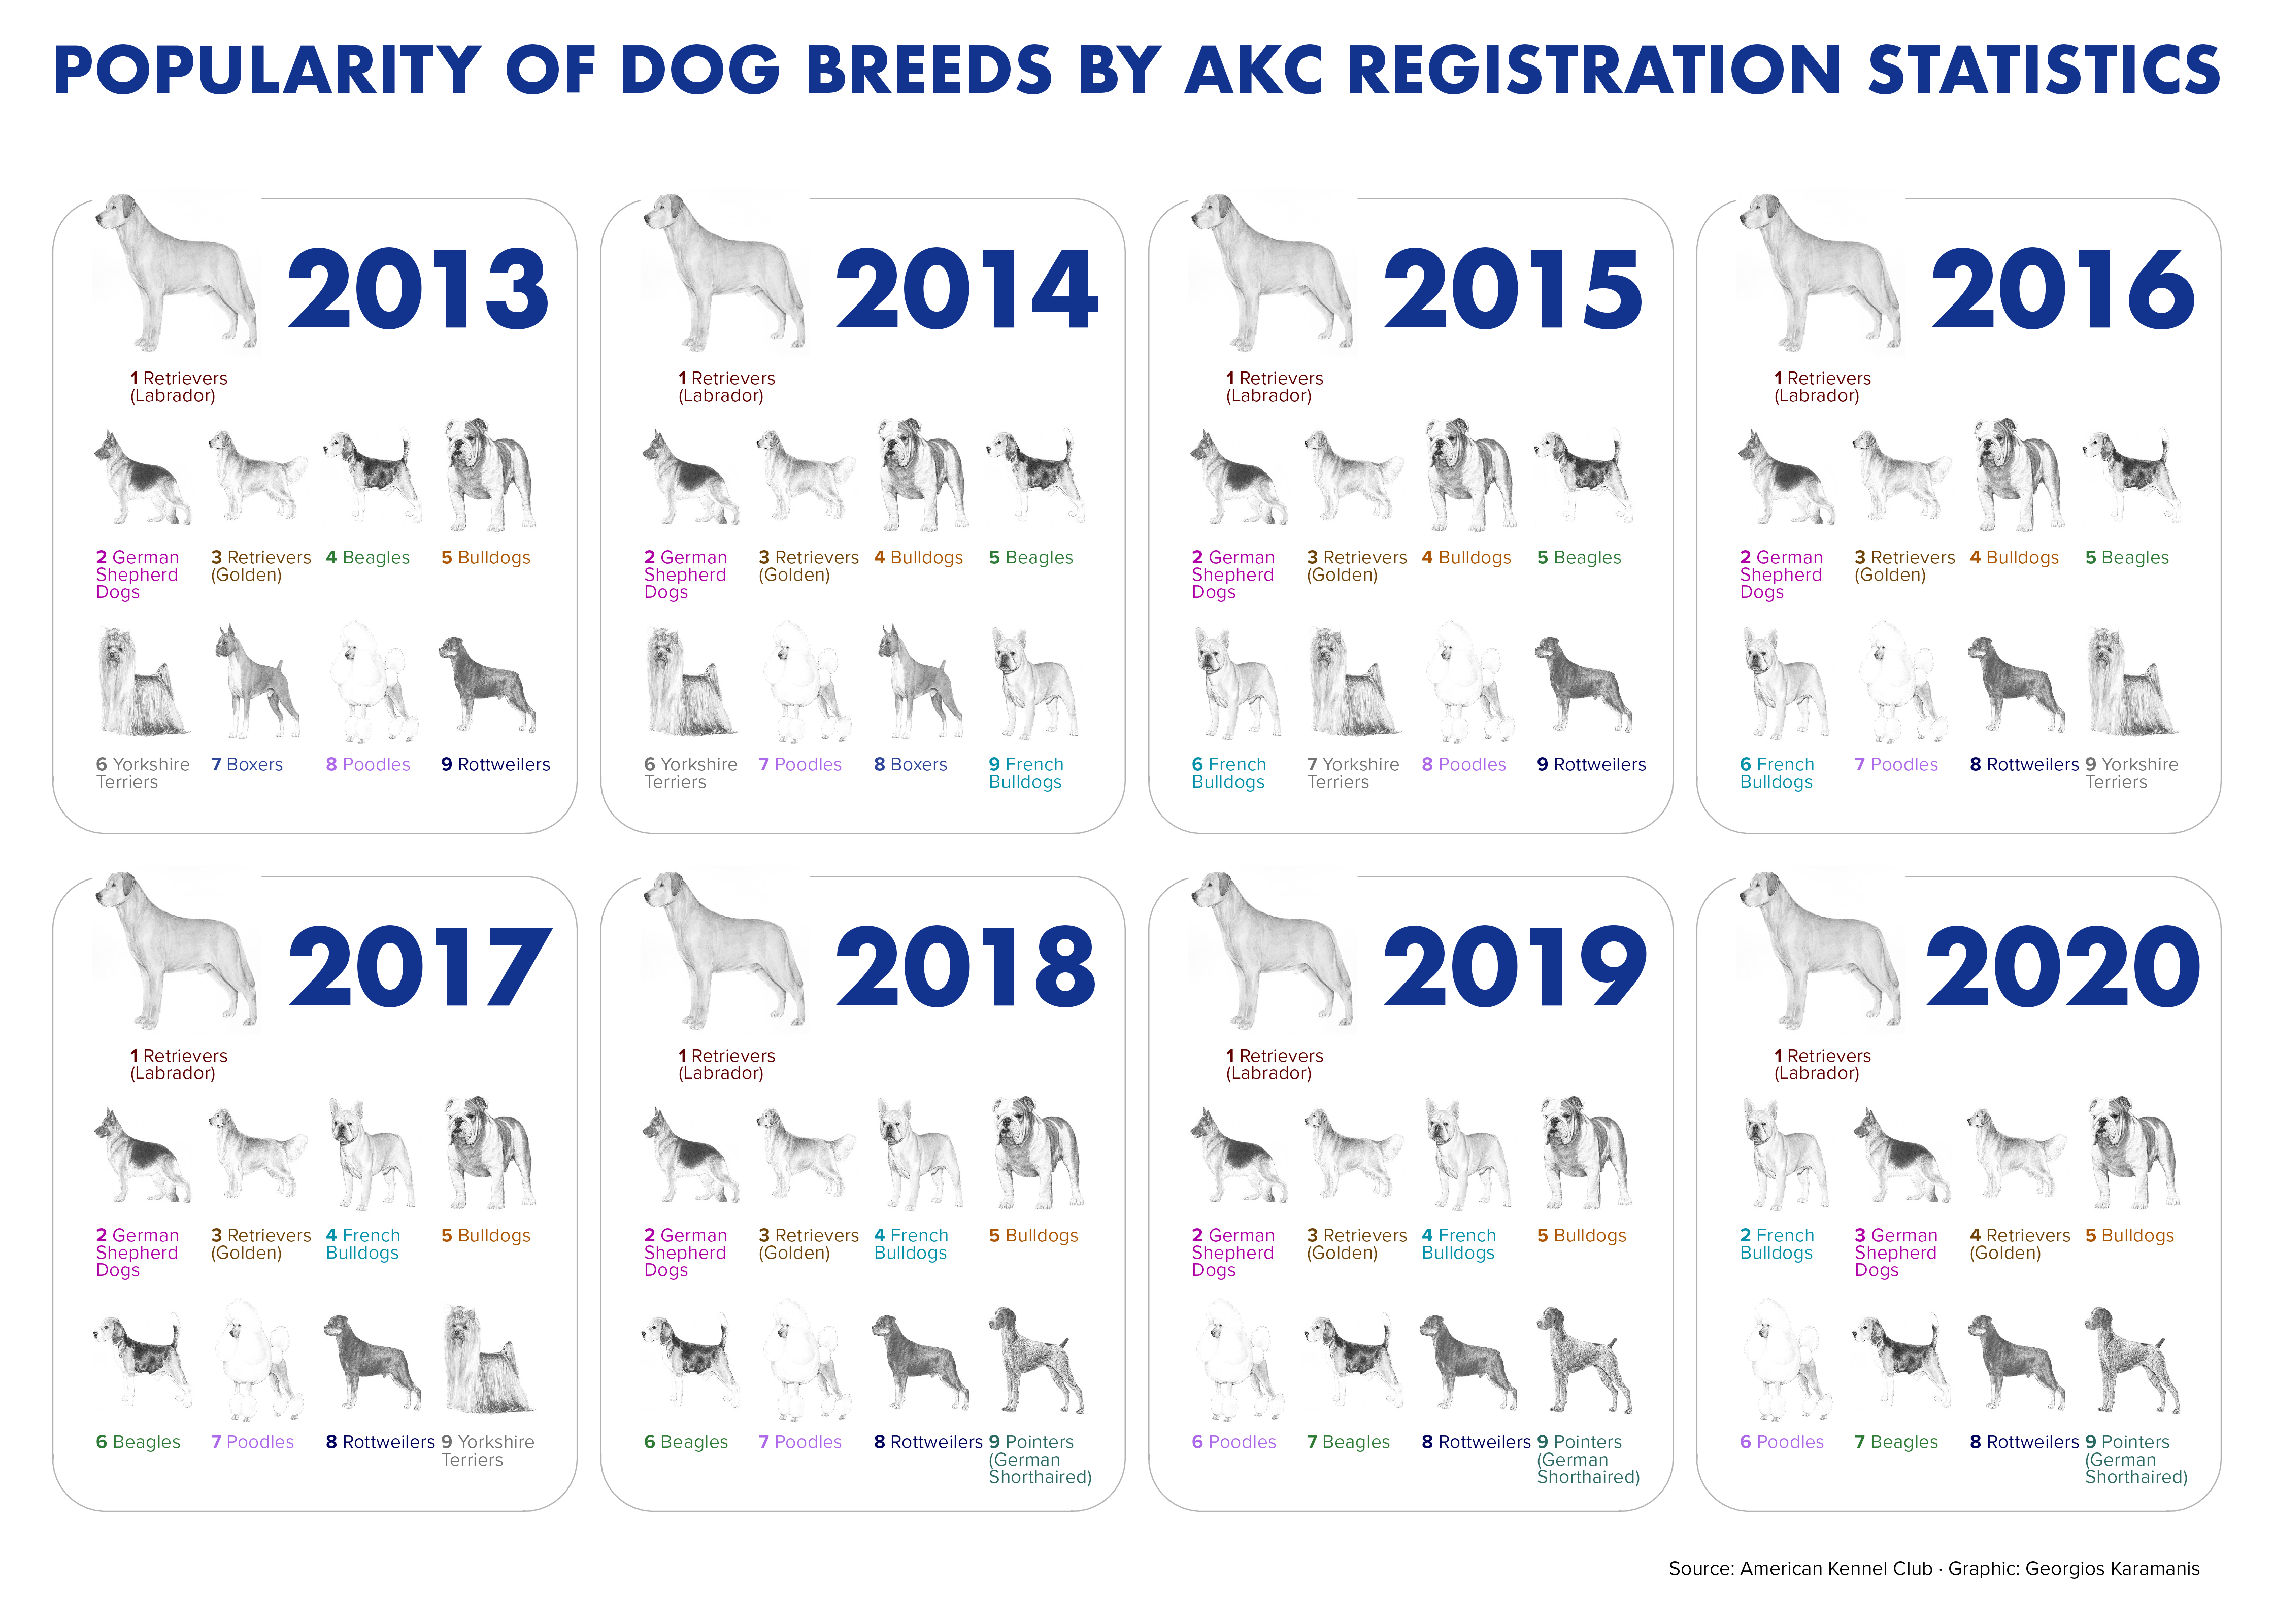 POPULARITY OF DOG BREEDS BY AKC REGISTRATION STATISTICS
2013
1 Retrievers
(Labrador)
2 German
Shepherd
Dogs
3 Retrievers
(Golden)
4 Beagles
5 Bulldogs
6 Yorkshire
Terriers
7 Boxers
8 Poodles
9 Rottweilers
2014
1 Retrievers
(Labrador)
2 German
Shepherd
Dogs
3 Retrievers
(Golden)
4 Bulldogs
5 Beagles
6 Yorkshire
Terriers
7 Poodles
8 Boxers
9 French
Bulldogs
2015
1 Retrievers
(Labrador)
2 German
Shepherd
Dogs
3 Retrievers
(Golden)
4 Bulldogs
5 Beagles
6 French
Bulldogs
7 Yorkshire
Terriers
8 Poodles
9 Rottweilers
2016
1 Retrievers
(Labrador)
2 German
Shepherd
Dogs
3 Retrievers
(Golden)
4 Bulldogs
5 Beagles
6 French
Bulldogs
7 Poodles
8 Rottweilers
9 Yorkshire
Terriers
2017
1 Retrievers
(Labrador)
2 German
Shepherd
Dogs
3 Retrievers
(Golden)
4 French
Bulldogs
5 Bulldogs
6 Beagles
7 Poodles
8 Rottweilers
9 Yorkshire
Terriers
2018
1 Retrievers
(Labrador)
2 German
Shepherd
Dogs
3 Retrievers
(Golden)
4 French
Bulldogs
5 Bulldogs
6 Beagles
7 Poodles
8 Rottweilers
9 Pointers
(German
Shorthaired)
2019
1 Retrievers
(Labrador)
2 German
Shepherd
Dogs
3 Retrievers
(Golden)
4 French
Bulldogs
5 Bulldogs
6 Poodles
7 Beagles
8 Rottweilers
9 Pointers
(German
Shorthaired)
2020
1 Retrievers
(Labrador)
2 French
Bulldogs
3 German
Shepherd
Dogs
4 Retrievers
(Golden)
5 Bulldogs
6 Poodles
7 Beagles
8 Rottweilers
9 Pointers
(German
Shorthaired)
Source: American Kennel Club · Graphic: Georgios Karamanis